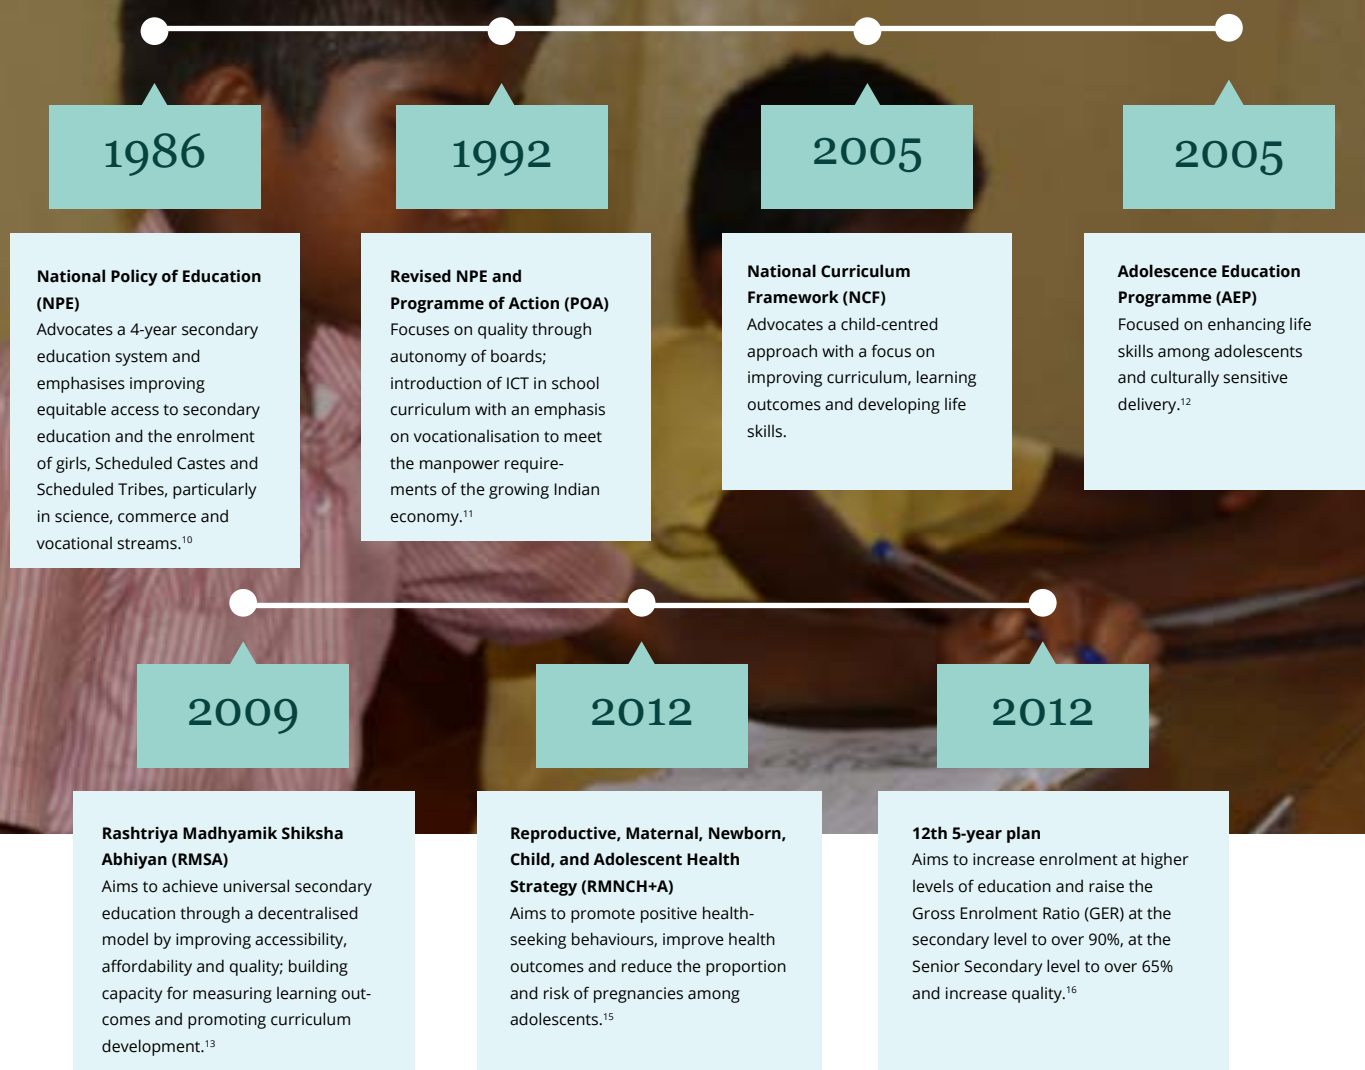 1986
1992
2005
2005
National Policy of Education
(NPE)
Advocates a 4-year secondary
education system and
emphasises improving
equitable access to secondary
education and the enrolment
of girls, Scheduled Castes and
Scheduled Tribes, particularly
in science, commerce and
vocational streams.10
Revised NPE and
Programme of Action (POA)
Focuses on quality through
autonomy of boards;
introduction of ICT in school
curriculum with an emphasis
on vocationalisation to meet
the manpower require-
ments of the growing Indian
economy.11
National Curriculum
Framework (NCF)
Advocates a child-centred
approach with a focus on
improving curriculum, learning
outcomes and developing life
skills.
Adolescence Education
Programme (AEP)
Focused on enhancing life
skills among adolescents
and culturally sensitive
delivery.12
2009
2012
2012
Rashtriya Madhyamik Shiksha
Abhiyan (RMSA)
Aims to achieve universal secondary
education through a decentralised
model by improving accessibility,
affordability and quality; building
capacity for measuring learning out-
comes and promoting curriculum
development.13
Reproductive, Maternal, Newborn,
Child, and Adolescent Health
Strategy (RMNCH+A)
Aims to promote positive health-
seeking behaviours, improve health
outcomes and reduce the proportion
and risk of pregnancies among
adolescents.15
12th 5-year plan
Aims to increase enrolment at higher
levels of education and raise the
Gross Enrolment Ratio (GER) at the
secondary level to over 90%, at the
Senior Secondary level to over 65%
and increase quality.16